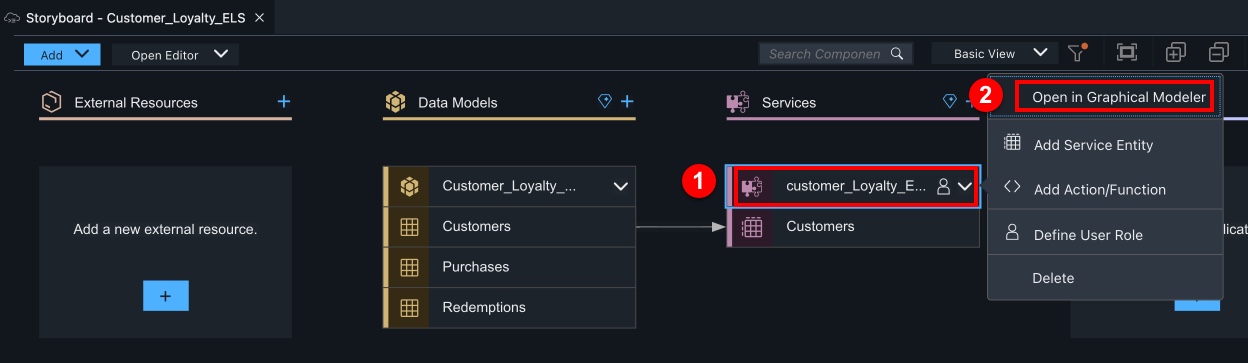 Storyboard - Customer_Loyalty_ELS
Add
Open Editor
Search Componen
Basic View
External Resources
Data Models
Services
2
Open in Graphical Modeler
Add Service Entity
Add Action/Function
Define User Role
Delete
Add a new external resource.
Customer_Loyalty_...
Customers
Purchases
Redemptions
1
customer_Loyalty_E...
Customers